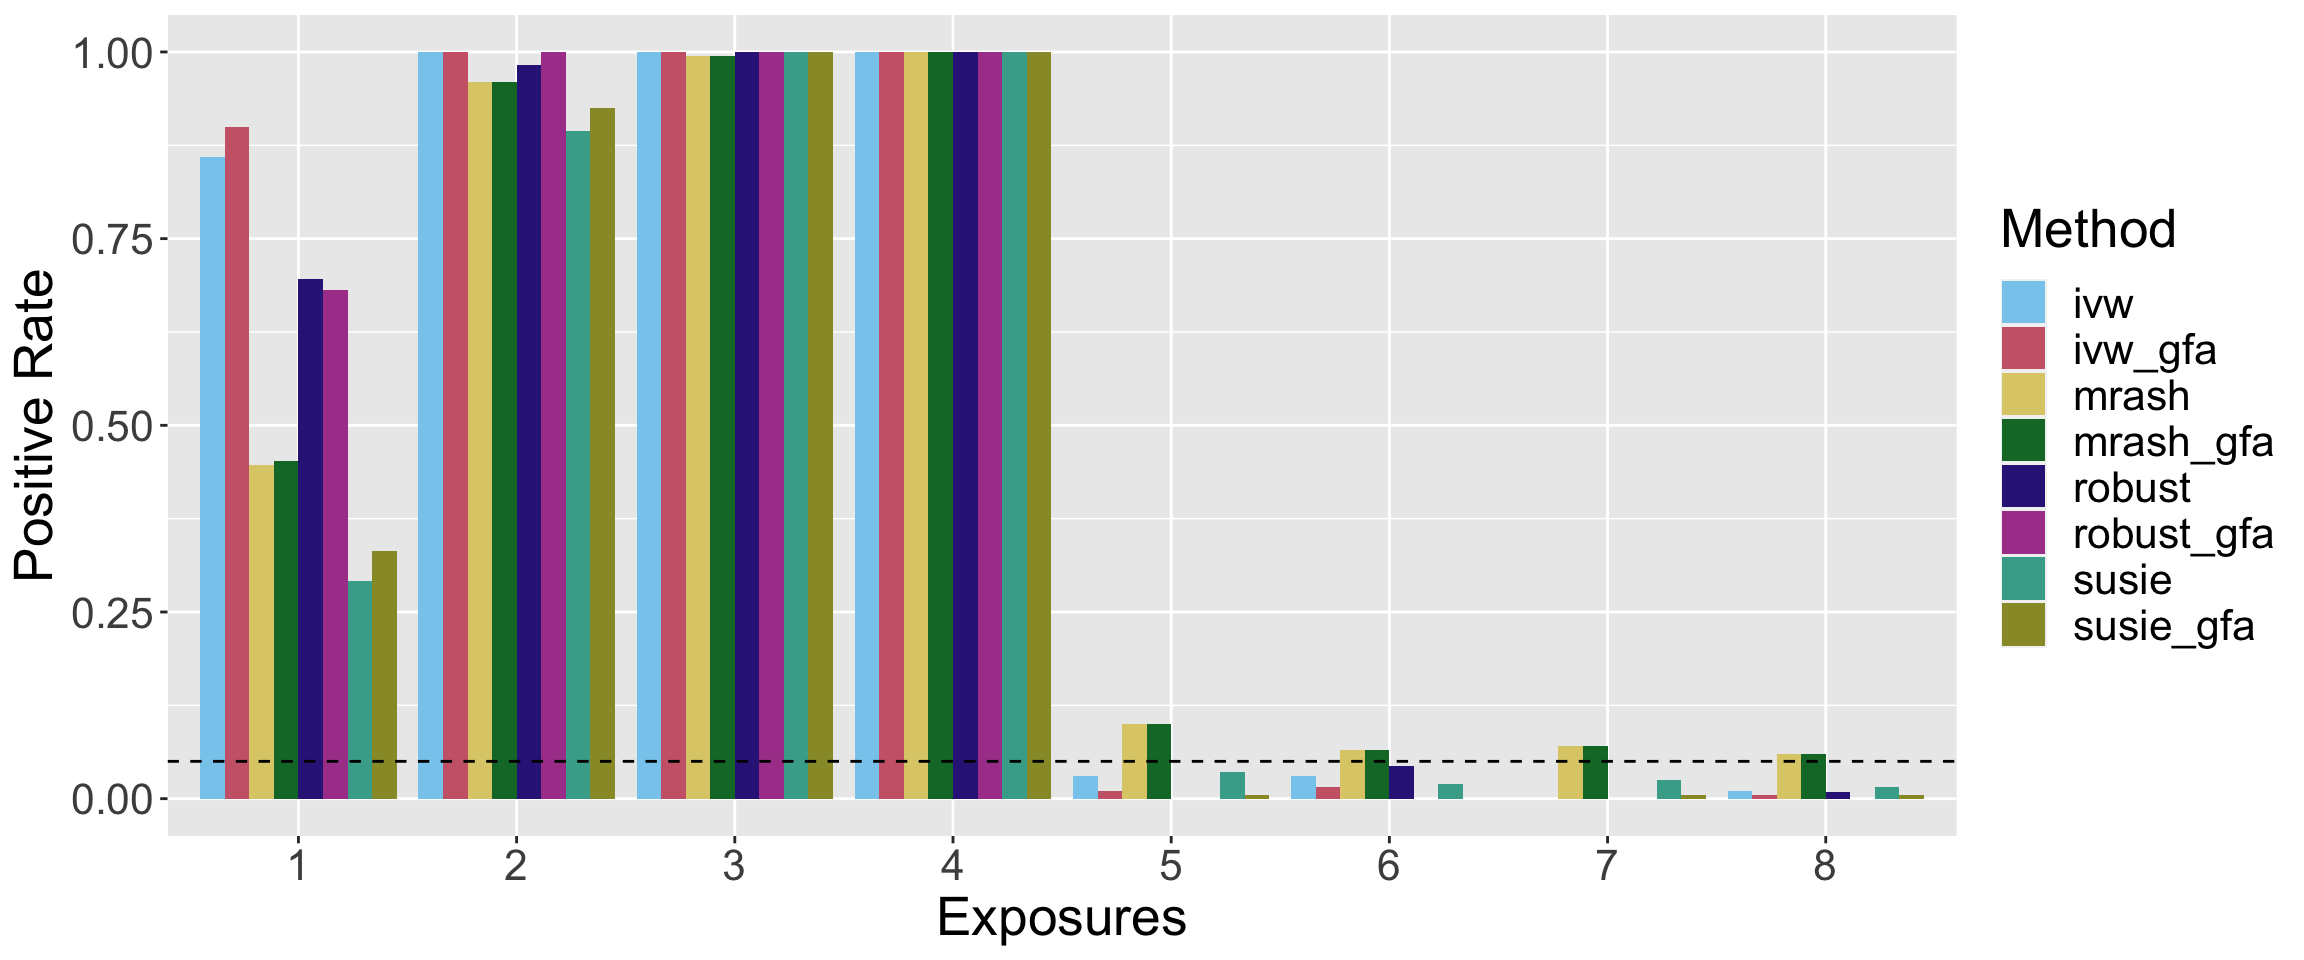 1.00
0.75
0.50
0.25
0.00
Positive Rate
1 2 3 4 5 6 7 8
Exposures
Method
ivw
ivw_gfa
mrash
mrash_gfa
robust
robust_gfa
susie
susie_gfa